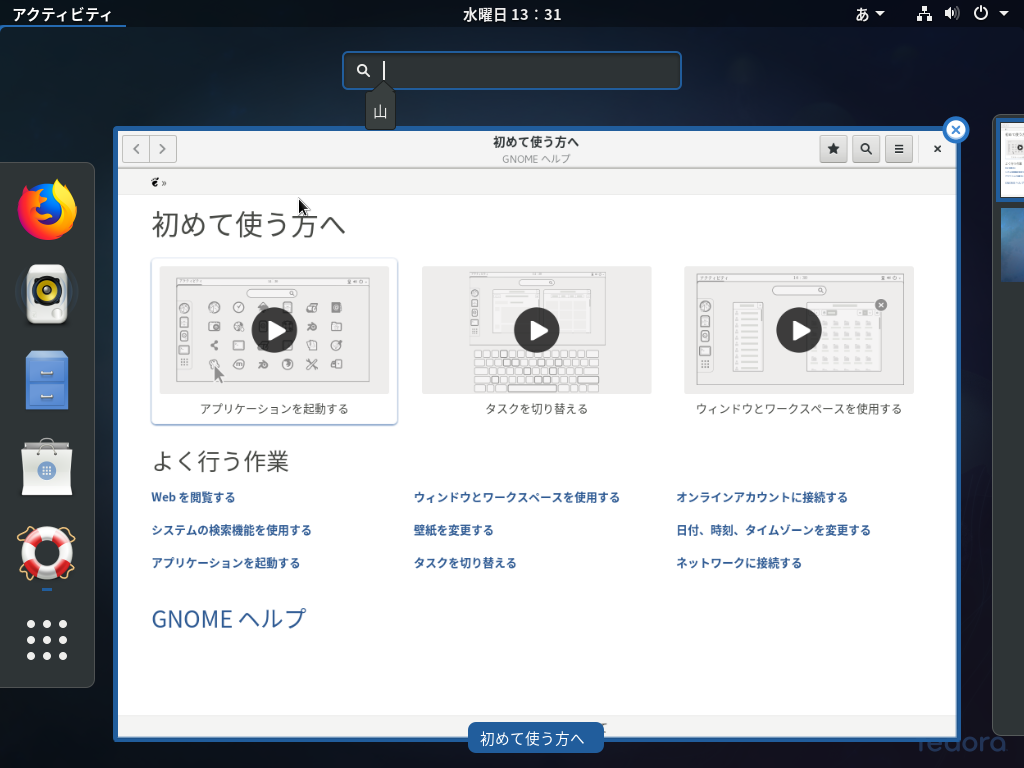 アクティビティ
水曜日 13：31
あ
山
初めて使う方へ
GNOME ヘルプ
»
初めて使う方へ
アプリケーションを起動する
タスクを切り替える
ウィンドウとワークスペースを使用する
よく行う作業
Web を閲覧する
ウィンドウとワークスペースを使用する
オンラインアカウントに接続する
システムの検索機能を使用する
壁紙を変更する
日付、時刻、タイムゾーンを変更する
アプリケーションを起動する
タスクを切り替える
ネットワークに接続する
GNOME ヘルプ
初めて使う方へ
fedora